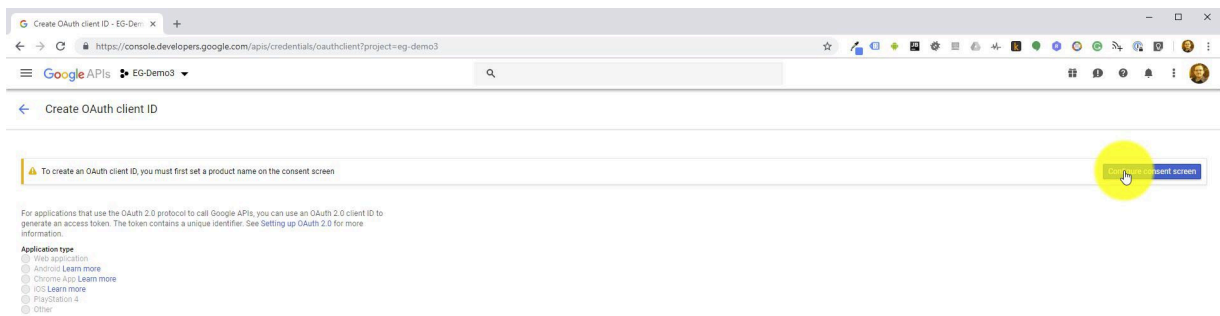 Create OAuth client ID - EG-Dem
https://console.developers.google.com/apis/credentials/oauthclient?project=eg-demo3
Google APIs EG-Demo3
Create OAuth client ID
To create an OAuth client ID, you must first set a product name on the consent screen
Configure consent screen
For applications that use the OAuth 2.0 protocol to call Google APIs, you can use an OAuth 2.0 client ID to
generate an access token. The token contains a unique identifier. See Setting up OAuth 2.0 for more
information.
Application type
Web application
Android Learn more
Chrome App Learn more
iOS Learn more
PlayStation 4
Other